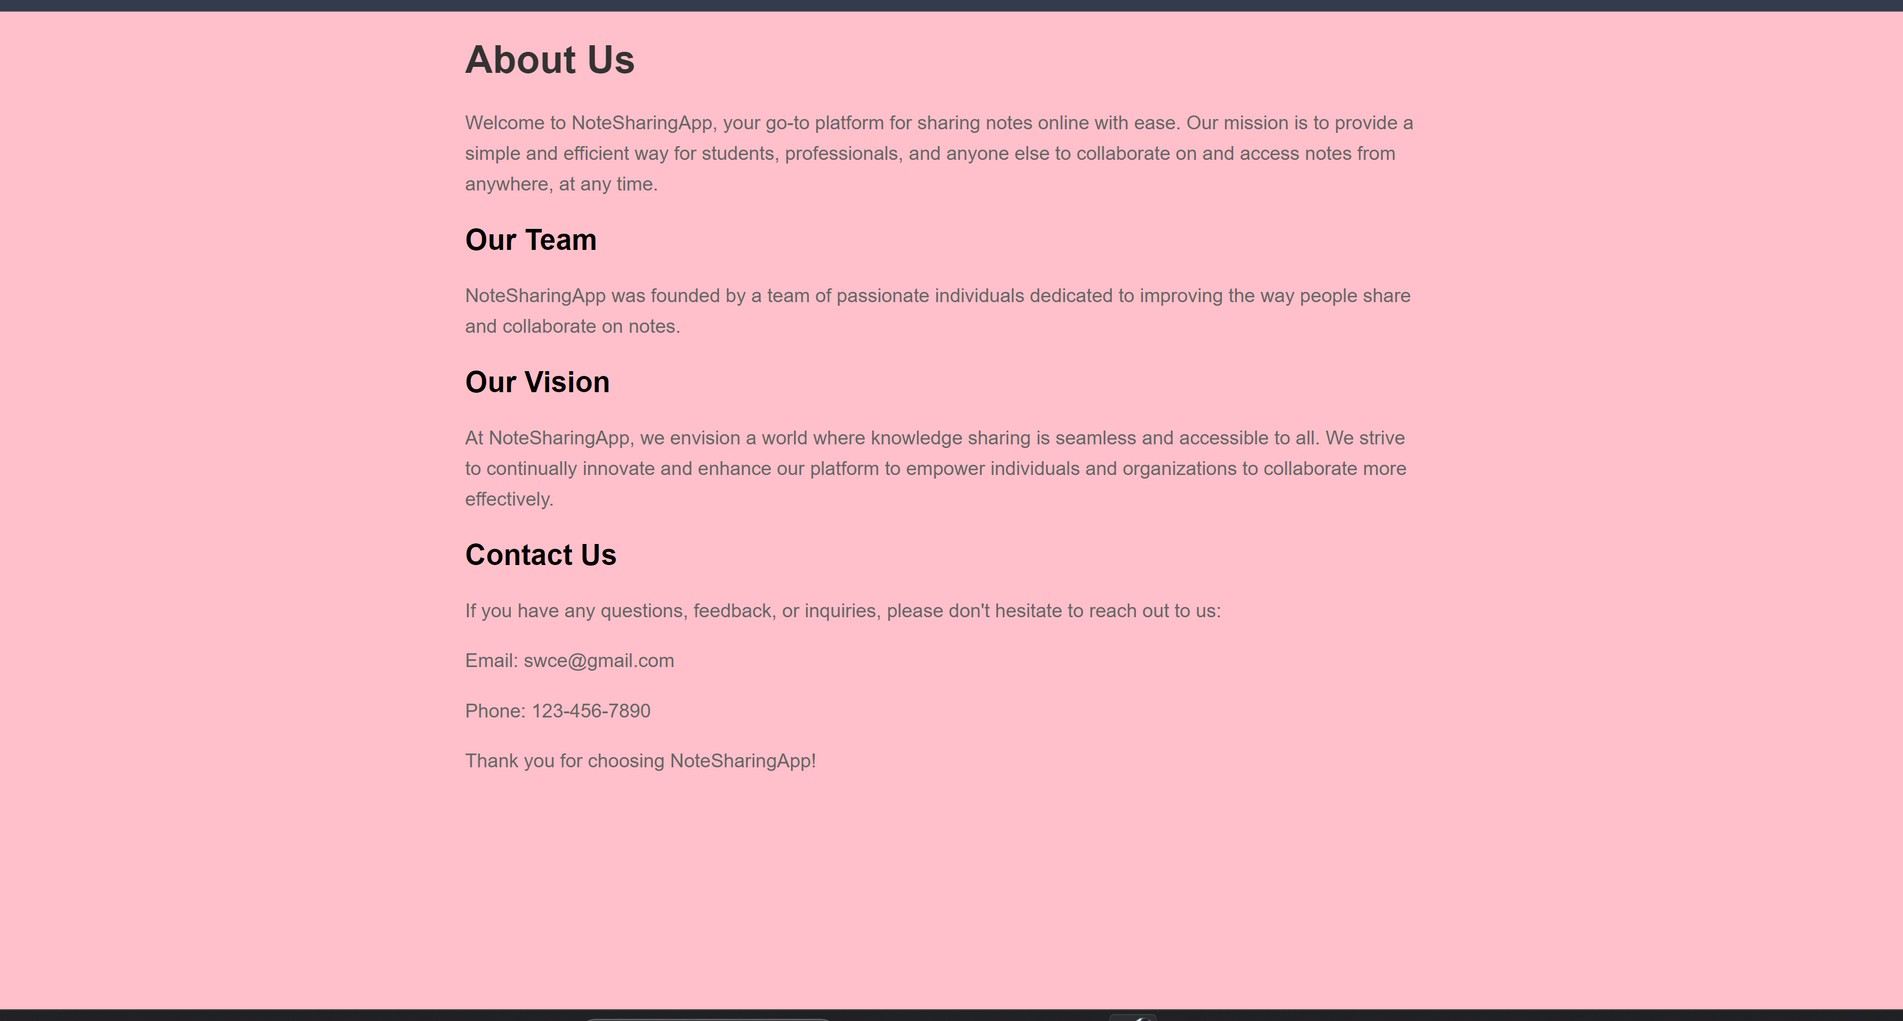 About Us
Welcome to NoteSharingApp, your go-to platform for sharing notes online with ease. Our mission is to provide a
simple and efficient way for students, professionals, and anyone else to collaborate on and access notes from
anywhere, at any time.
Our Team
NoteSharingApp was founded by a team of passionate individuals dedicated to improving the way people share
and collaborate on notes.
Our Vision
At NoteSharingApp, we envision a world where knowledge sharing is seamless and accessible to all. We strive
to continually innovate and enhance our platform to empower individuals and organizations to collaborate more
effectively.
Contact Us
If you have any questions, feedback, or inquiries, please don't hesitate to reach out to us:
Email: swce@gmail.com
Phone: 123-456-7890
Thank you for choosing NoteSharingApp!